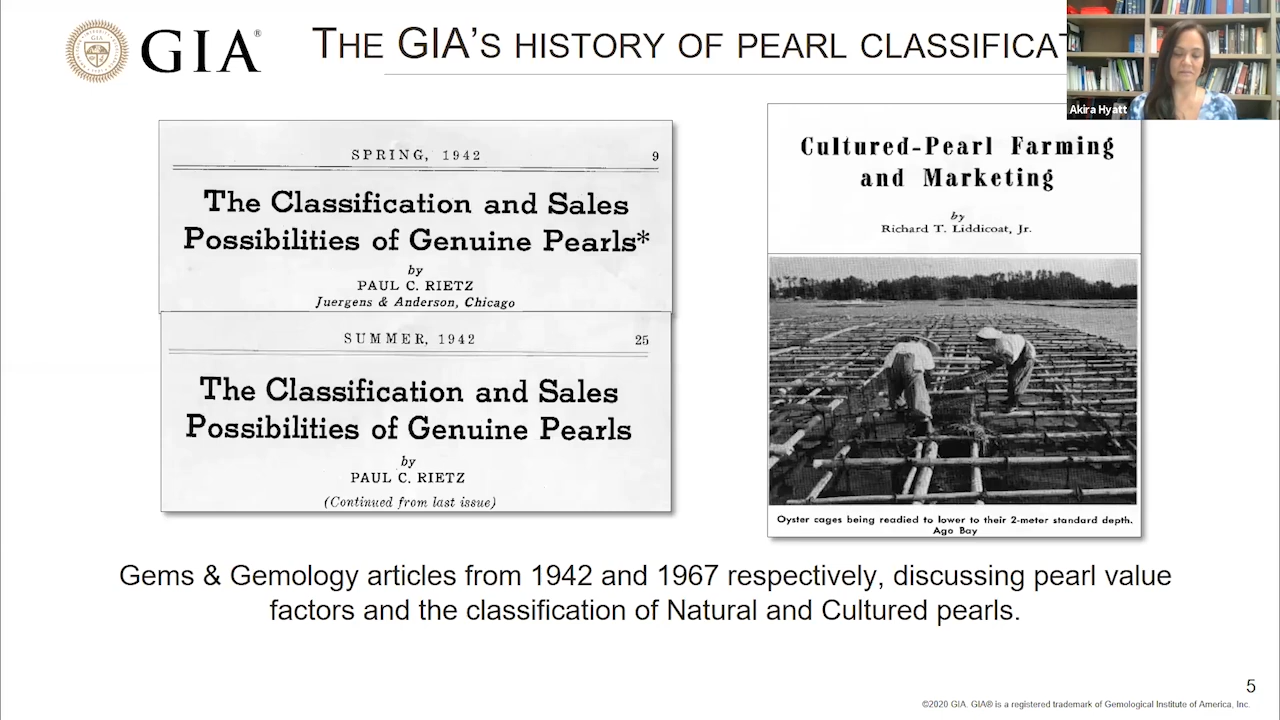 GIA®
THE GIA'S HISTORY OF PEARL CLASSIFICAT
Akira Hyatt
SPRING, 1942 9
The Classification and Sales
Possibilities of Genuine Pearls*
by
PAUL C. RIETZ
Juergens & Anderson, Chicago
SUMMER, 1942 25
The Classification and Sales
Possibilities of Genuine Pearls
by
PAUL C. RIETZ
(Continued from last issue)
Cultured-Pearl Farming
and Marketing
by
Richard T. Liddicoat, Jr.
Oyster cages being readied to lower to their 2-meter standard depth.
Ago Bay
Gems & Gemology articles from 1942 and 1967 respectively, discussing pearl value
factors and the classification of Natural and Cultured pearls.
5
©2020 GIA. GIA® is a registered trademark of Gemological Institute of America, Inc.